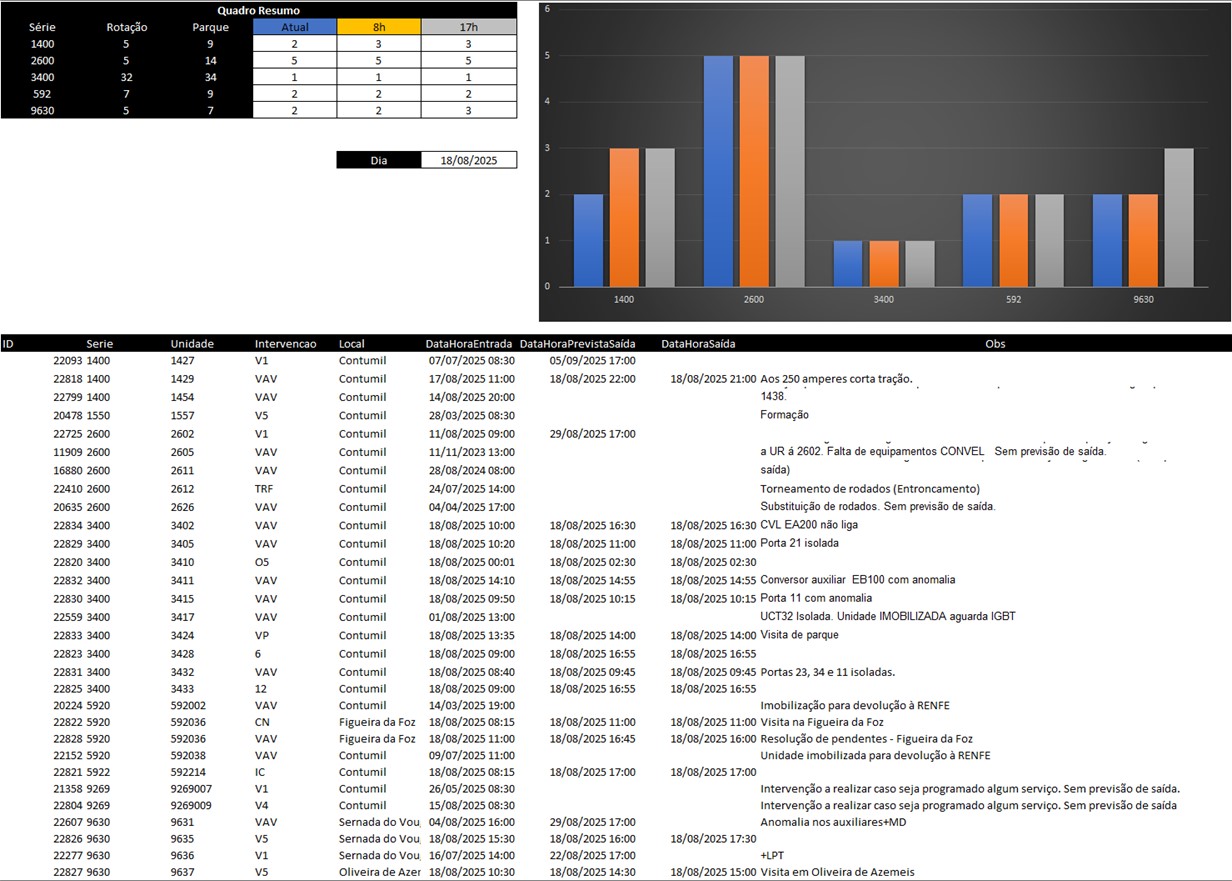 Quadro Resumo
Série Rotação Parque Atual 8h 17h
1400 5 9 2 3 3
2600 5 14 5 5 5
3400 32 34 1 1 1
592 7 9 2 2 2
9630 5 7 2 2 3
Dia 18/08/2025
6
5
4
3
2
1
0
1400 2600 3400 592 9630
ID Serie Unidade Intervencao Local DataHoraEntrada DataHoraPrevistaSaída DataHoraSaída Obs
22093 1400 1427 V1 Contumil 07/07/2025 08:30 05/09/2025 17:00
22818 1400 1429 VAV Contumil 17/08/2025 11:00 18/08/2025 22:00 18/08/2025 21:00 Aos 250 amperes corta tração.
22799 1400 1454 VAV Contumil 14/08/2025 20:00 1438.
20478 1550 1557 V5 Contumil 28/03/2025 08:30 Formação
22725 2600 2602 V1 Contumil 11/08/2025 09:00 29/08/2025 17:00
11909 2600 2605 VAV Contumil 11/11/2023 13:00 a UR á 2602. Falta de equipamentos CONVEL Sem previsão de saída.
16880 2600 2611 VAV Contumil 28/08/2024 08:00 saída)
22410 2600 2612 TRF Contumil 24/07/2025 14:00 Torneamento de rodados (Entroncamento)
20635 2600 2626 VAV Contumil 04/04/2025 17:00 Substituição de rodados. Sem previsão de saída.
22834 3400 3402 VAV Contumil 18/08/2025 10:00 18/08/2025 16:30 18/08/2025 16:30 CVL EA200 não liga
22829 3400 3405 VAV Contumil 18/08/2025 10:20 18/08/2025 11:00 18/08/2025 11:00 Porta 21 isolada
22820 3400 3410 O5 Contumil 18/08/2025 00:01 18/08/2025 02:30 18/08/2025 02:30
22832 3400 3411 VAV Contumil 18/08/2025 14:10 18/08/2025 14:55 18/08/2025 14:55 Conversor auxiliar EB100 com anomalia
22830 3400 3415 VAV Contumil 18/08/2025 09:50 18/08/2025 10:15 18/08/2025 10:15 Porta 11 com anomalia
22559 3400 3417 VAV Contumil 01/08/2025 13:00 UCT32 Isolada. Unidade IMOBILIZADA aguarda IGBT
22833 3400 3424 VP Contumil 18/08/2025 13:35 18/08/2025 14:00 18/08/2025 14:00 Visita de parque
22823 3400 3428 6 Contumil 18/08/2025 09:00 18/08/2025 16:55 18/08/2025 16:55
22831 3400 3432 VAV Contumil 18/08/2025 08:40 18/08/2025 09:45 18/08/2025 09:45 Portas 23, 34 e 11 isoladas.
22825 3400 3433 12 Contumil 18/08/2025 09:00 18/08/2025 16:55 18/08/2025 16:55
20224 5920 592002 VAV Contumil 14/03/2025 19:00 Imobilização para devolução à RENFE
22822 5920 592036 CN Figueira da Foz 18/08/2025 08:15 18/08/2025 11:00 18/08/2025 11:00 Visita na Figueira da Foz
22828 5920 592036 VAV Figueira da Foz 18/08/2025 11:00 18/08/2025 16:45 18/08/2025 16:00 Resolução de pendentes - Figueira da Foz
22152 5920 592038 VAV Contumil 09/07/2025 11:00 Unidade imobilizada para devolução à RENFE
22821 5922 592214 IC Contumil 18/08/2025 08:15 18/08/2025 17:00 18/08/2025 17:00
21358 9269 9269007 V1 Contumil 26/05/2025 08:30 Intervenção a realizar caso seja programado algum serviço. Sem previsão de saída.
22804 9269 9269009 V4 Contumil 15/08/2025 08:30 Intervenção a realizar caso seja programado algum serviço. Sem previsão de saída
22607 9630 9631 VAV Sernada do Vou 04/08/2025 16:00 29/08/2025 17:00 Anomalia nos auxiliares+MD
22826 9630 9635 V5 Sernada do Vou 18/08/2025 15:30 18/08/2025 16:00 18/08/2025 17:30
22277 9630 9636 V1 Sernada do Vou 16/07/2025 14:00 22/08/2025 17:00 +LPT
22827 9630 9637 V5 Oliveira de Azer 18/08/2025 10:30 18/08/2025 14:30 18/08/2025 15:00 Visita em Oliveira de Azemeis